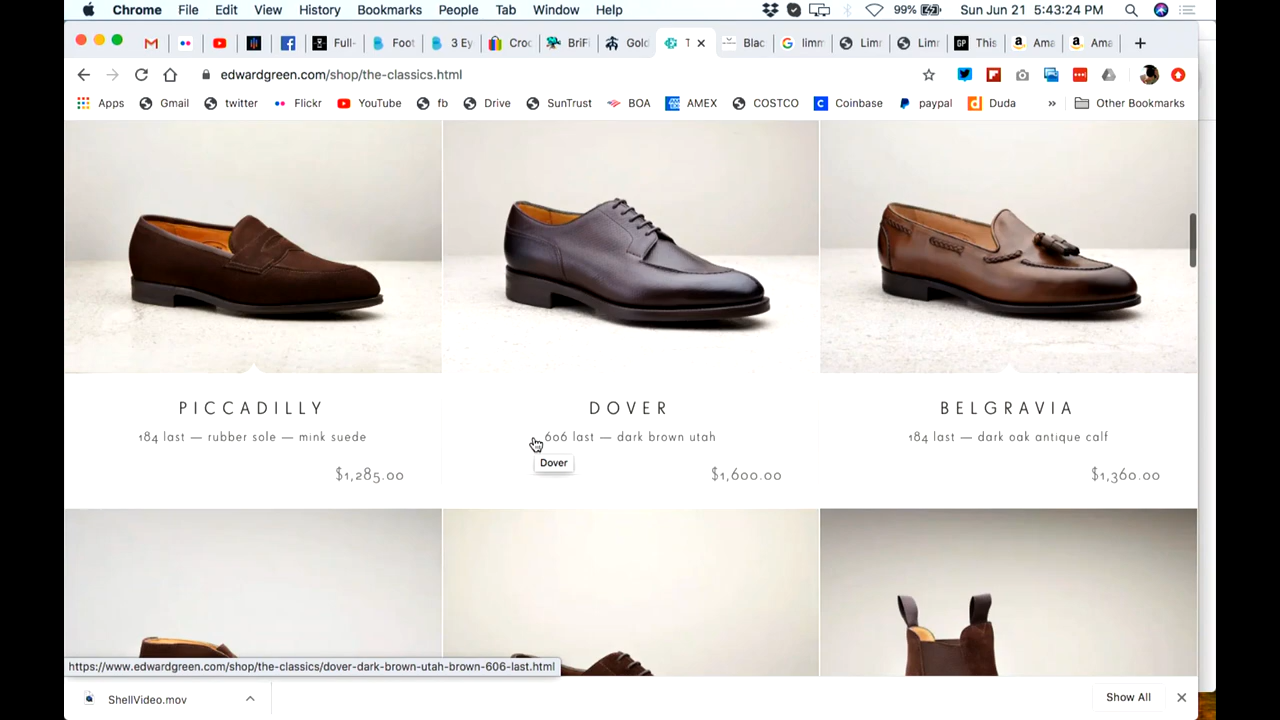 Chrome File Edit View History Bookmarks People Tab Window Help 99% Sun Jun 21 5:43:24 PM
Full- Foot 3 Ey Croc BriFi Gold T Blac limm Limr Limr This Ama Ama
edwardgreen.com/shop/the-classics.html
Apps Gmail twitter Flickr YouTube fb Drive SunTrust BOA AMEX COSTCO Coinbase paypal Duda » Other Bookmarks
PICCADILLY
184 last — rubber sole — mink suede
$1,285.00
DOVER
606 last — dark brown utah
Dover
$1,600.00
BELGRAVIA
184 last — dark oak antique calf
$1,360.00
https://www.edwardgreen.com/shop/the-classics/dover-dark-brown-utah-brown-606-last.html
ShellVideo.mov
Show All